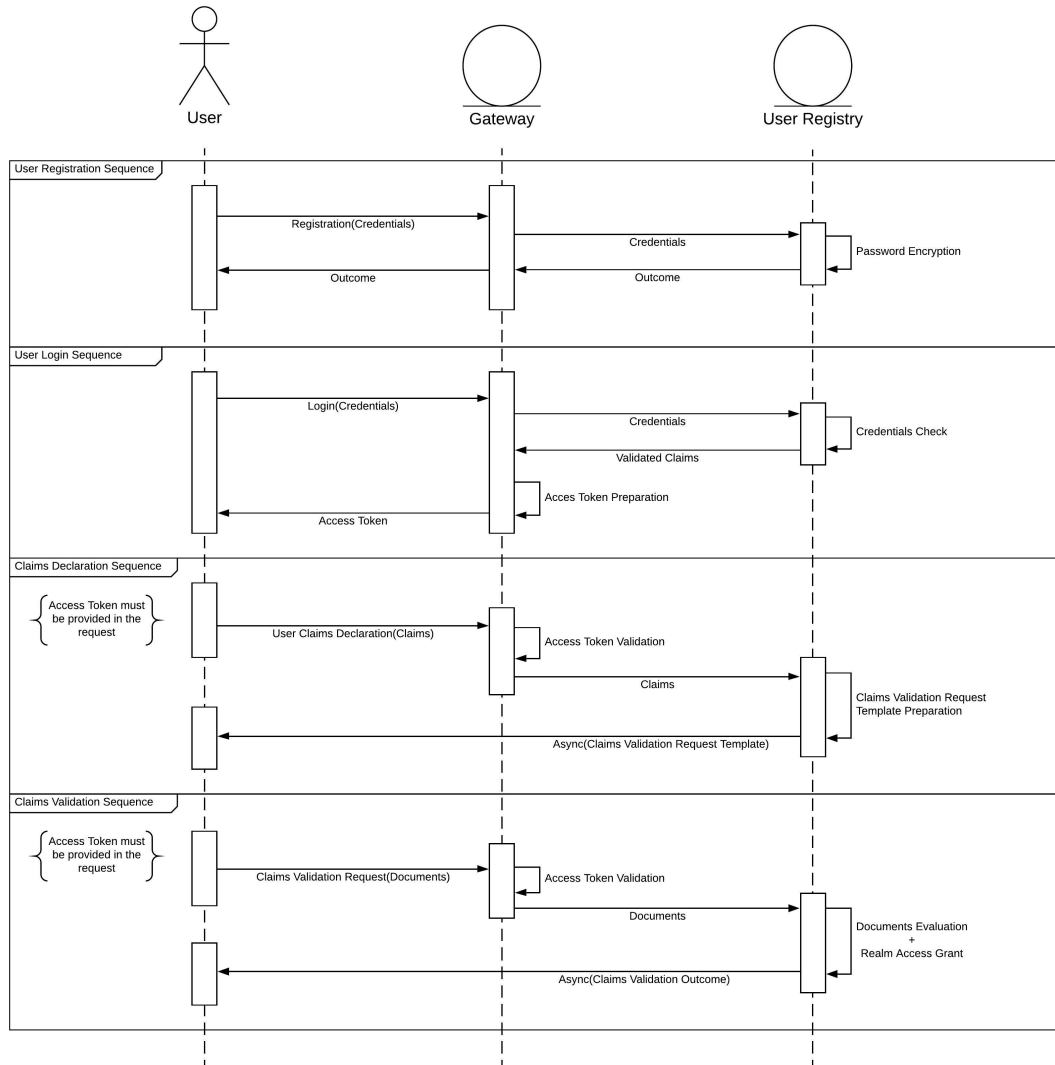 User
Gateway
User Registry
User Registration Sequence
Registration(Credentials)
Credentials
Password Encryption
Outcome
Outcome
User Login Sequence
Login(Credentials)
Credentials
Credentials Check
Validated Claims
Acces Token Preparation
Access Token
Claims Declaration Sequence
Access Token must
be provided in the
request
User Claims Declaration(Claims)
Access Token Validation
Claims
Claims Validation Request
Template Preparation
Async(Claims Validation Request Template)
Claims Validation Sequence
Access Token must
be provided in the
request
Claims Validation Request(Documents)
Access Token Validation
Documents
Documents Evaluation
+
Realm Access Grant
Async(Claims Validation Outcome)